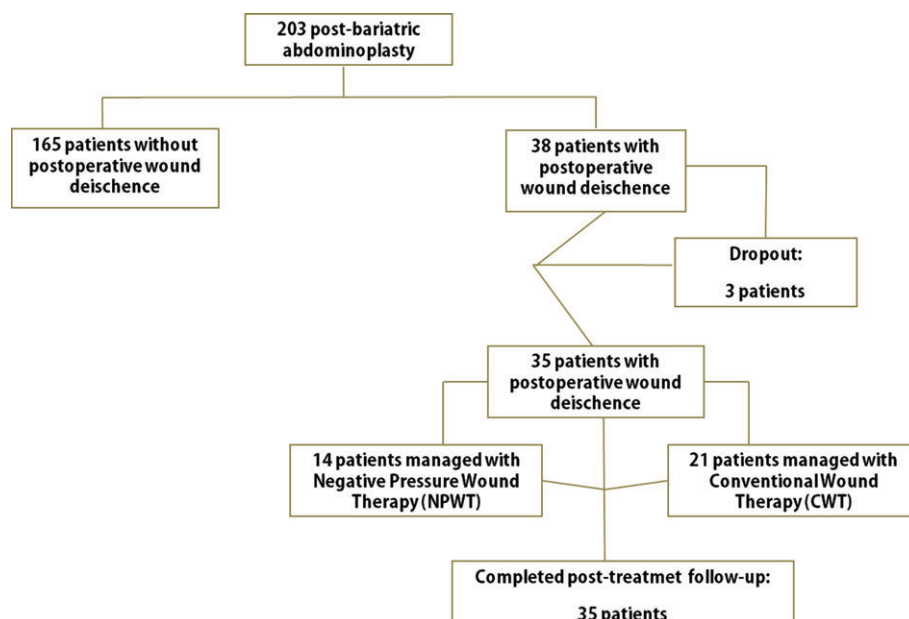 203 post-bariatric
abdominoplasty
165 patients without
postoperative wound
deischence
38 patients with
postoperative
wound deischence
Dropout:
3 patients
35 patients with
postoperative wound
deischence
14 patients managed with
Negative Pressure Wound
Therapy (NPWT)
21 patients managed with
Conventional Wound
Therapy (CWT)
Completed post-treatmet follow-up:
35 patients